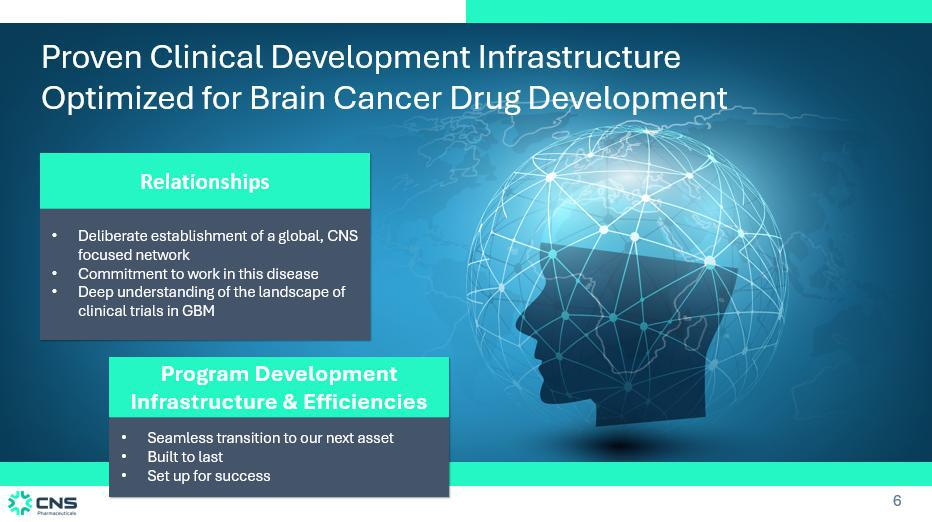 Proven Clinical Development Infrastructure
Optimized for Brain Cancer Drug Development
Relationships
• Deliberate establishment of a global, CNS
focused network
• Commitment to work in this disease
• Deep understanding of the landscape of
clinical trials in GBM
Program Development
Infrastructure & Efficiencies
• Seamless transition to our next asset
• Built to last
• Set up for success
CNS
Pharmaceuticals
6